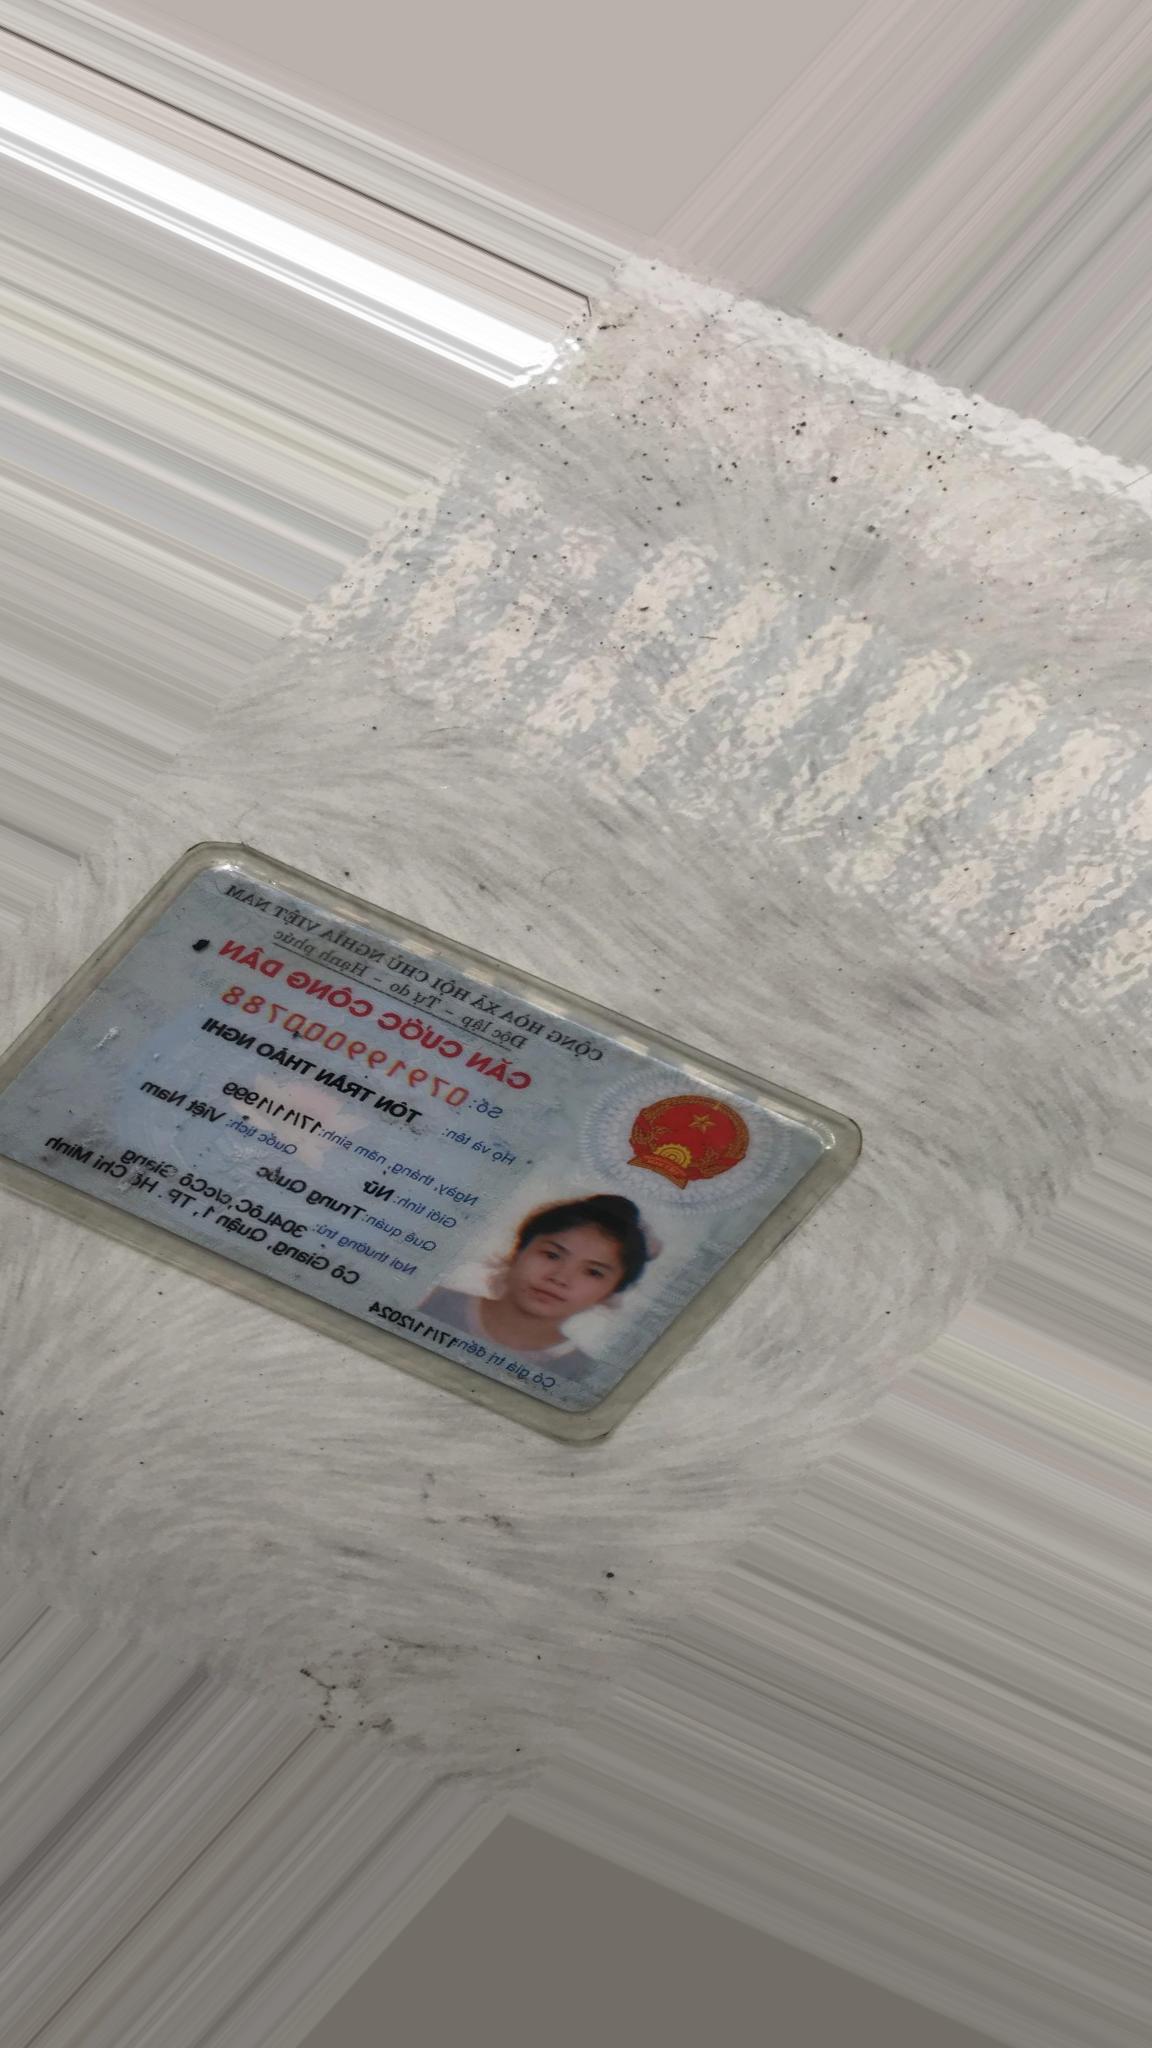 CỘNG HÒA XÃ HỘI CHỦ NGHĨA VIỆT NAM
Độc lập - Tự do - Hạnh phúc
CĂN CƯỚC CÔNG DÂN
Số: 079199000788
Họ và tên: TÔN TRẦN THẢO NGHI
Ngày, tháng, năm sinh: 17/11/1999
Giới tính: Nữ Quốc tịch: Việt Nam
Quê quán: Trung Quốc
Nơi thường trú: 304LôC,c/cCô Giang
Cô Giang, Quận 1, TP. Hồ Chí Minh
Có giá trị đến: 17/11/2024